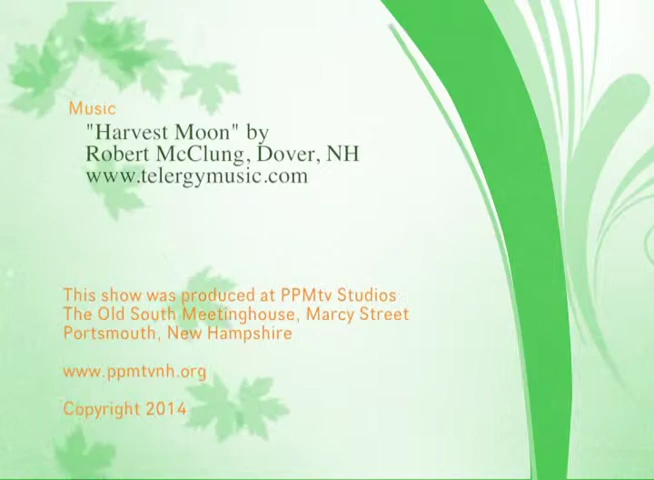 Music
"Harvest Moon" by
Robert McClung, Dover, NH
www.telergymusic.com
This show was produced at PPMtv Studios
The Old South Meetinghouse, Marcy Street
Portsmouth, New Hampshire
www.ppmtvnh.org
Copyright 2014